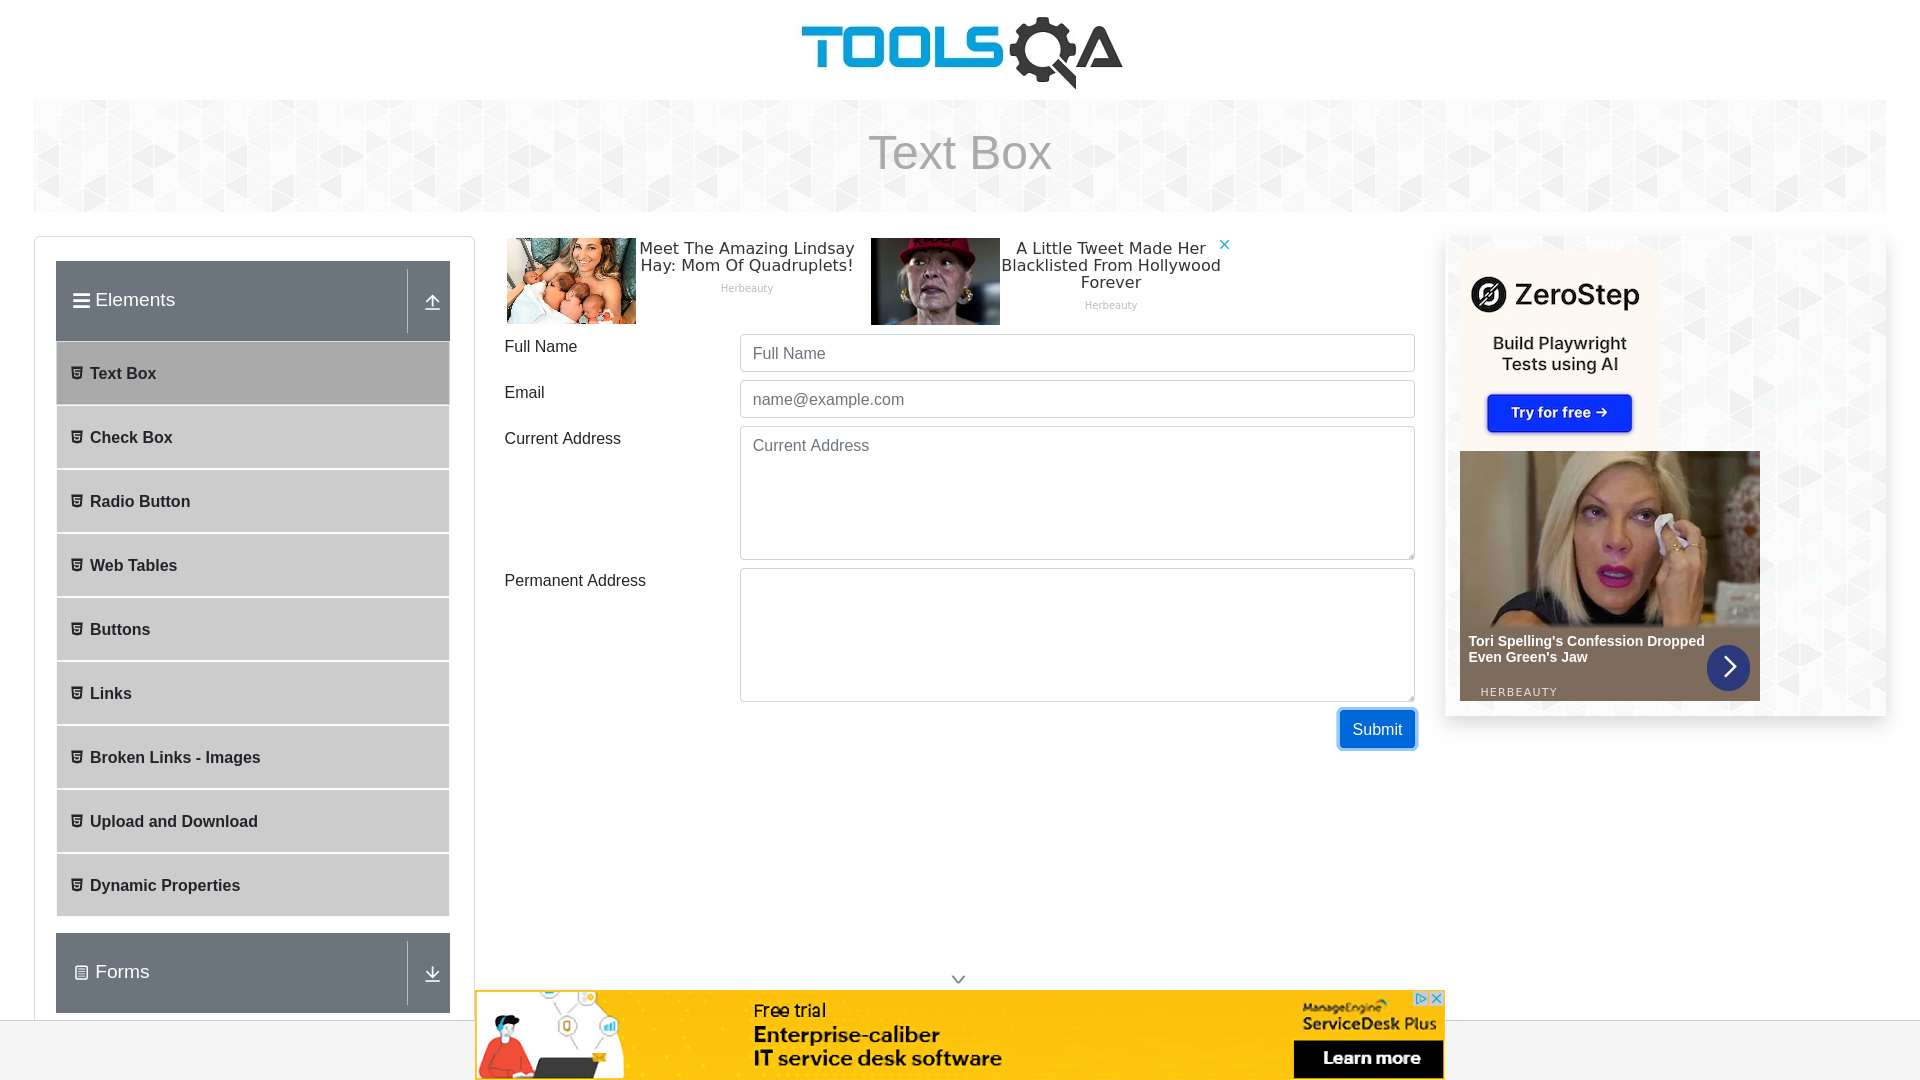 TOOLSQA
Text Box
Elements
Text Box
Check Box
Radio Button
Web Tables
Buttons
Links
Broken Links - Images
Upload and Download
Dynamic Properties
Forms
Meet The Amazing Lindsay
Hay: Mom Of Quadruplets!
Herbeauty
A Little Tweet Made Her
Blacklisted From Hollywood
Forever
Herbeauty
Full Name
Full Name
Email
name@example.com
Current Address
Current Address
Permanent Address
Submit
ZeroStep
Build Playwright
Tests using AI
Try for free →
Tori Spelling's Confession Dropped
Even Green's Jaw
HERBEAUTY
Free trial
Enterprise-caliber
IT service desk software
ManageEngine
ServiceDesk Plus
Learn more